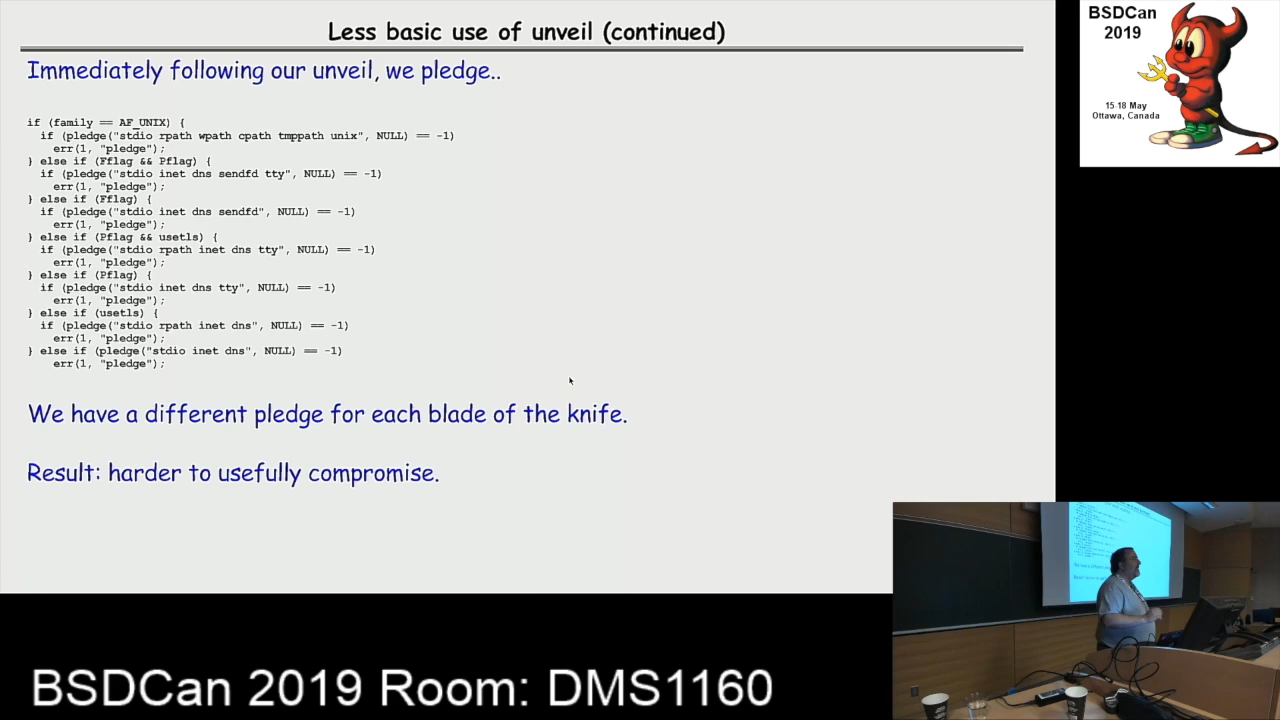 Less basic use of unveil (continued)
Immediately following our unveil, we pledge..
if (family == AF_UNIX) {
  if (pledge("stdio rpath wpath cpath tmppath unix", NULL) == -1)
    err(1, "pledge");
} else if (Fflag && Pflag) {
  if (pledge("stdio inet dns sendfd tty", NULL) == -1)
    err(1, "pledge");
} else if (Fflag) {
  if (pledge("stdio inet dns sendfd", NULL) == -1)
    err(1, "pledge");
} else if (Pflag && usetls) {
  if (pledge("stdio rpath inet dns tty", NULL) == -1)
    err(1, "pledge");
} else if (Pflag) {
  if (pledge("stdio inet dns tty", NULL) == -1)
    err(1, "pledge");
} else if (usetls) {
  if (pledge("stdio rpath inet dns", NULL) == -1)
    err(1, "pledge");
} else if (pledge("stdio inet dns", NULL) == -1)
    err(1, "pledge");
We have a different pledge for each blade of the knife.
Result: harder to usefully compromise.
BSDCan
2019
15-18 May
Ottawa, Canada
BSDCan 2019 Room: DMS1160